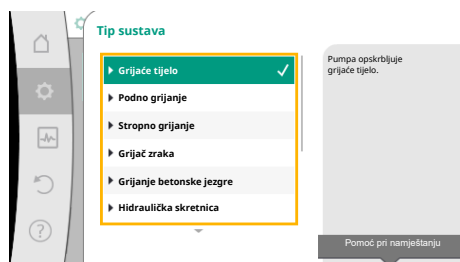 Tip sustava
Grijaće tijelo
Podno grijanje
Stropno grijanje
Grijač zraka
Grijanje betonske jezgre
Hidraulička skretnica
Pumpa opskrbljuje
grijaće tijelo.
Pomoć pri namještanju
?